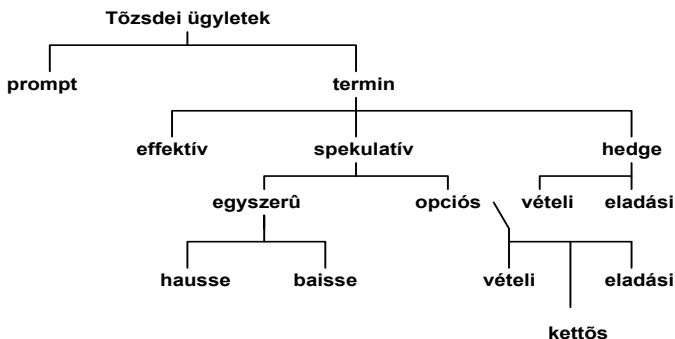 Tõzsdei ügyletek
prompt termin
effektív spekulatív hedge
egyszerû opciós vételi eladási
hausse baisse vételi eladási
kettõs